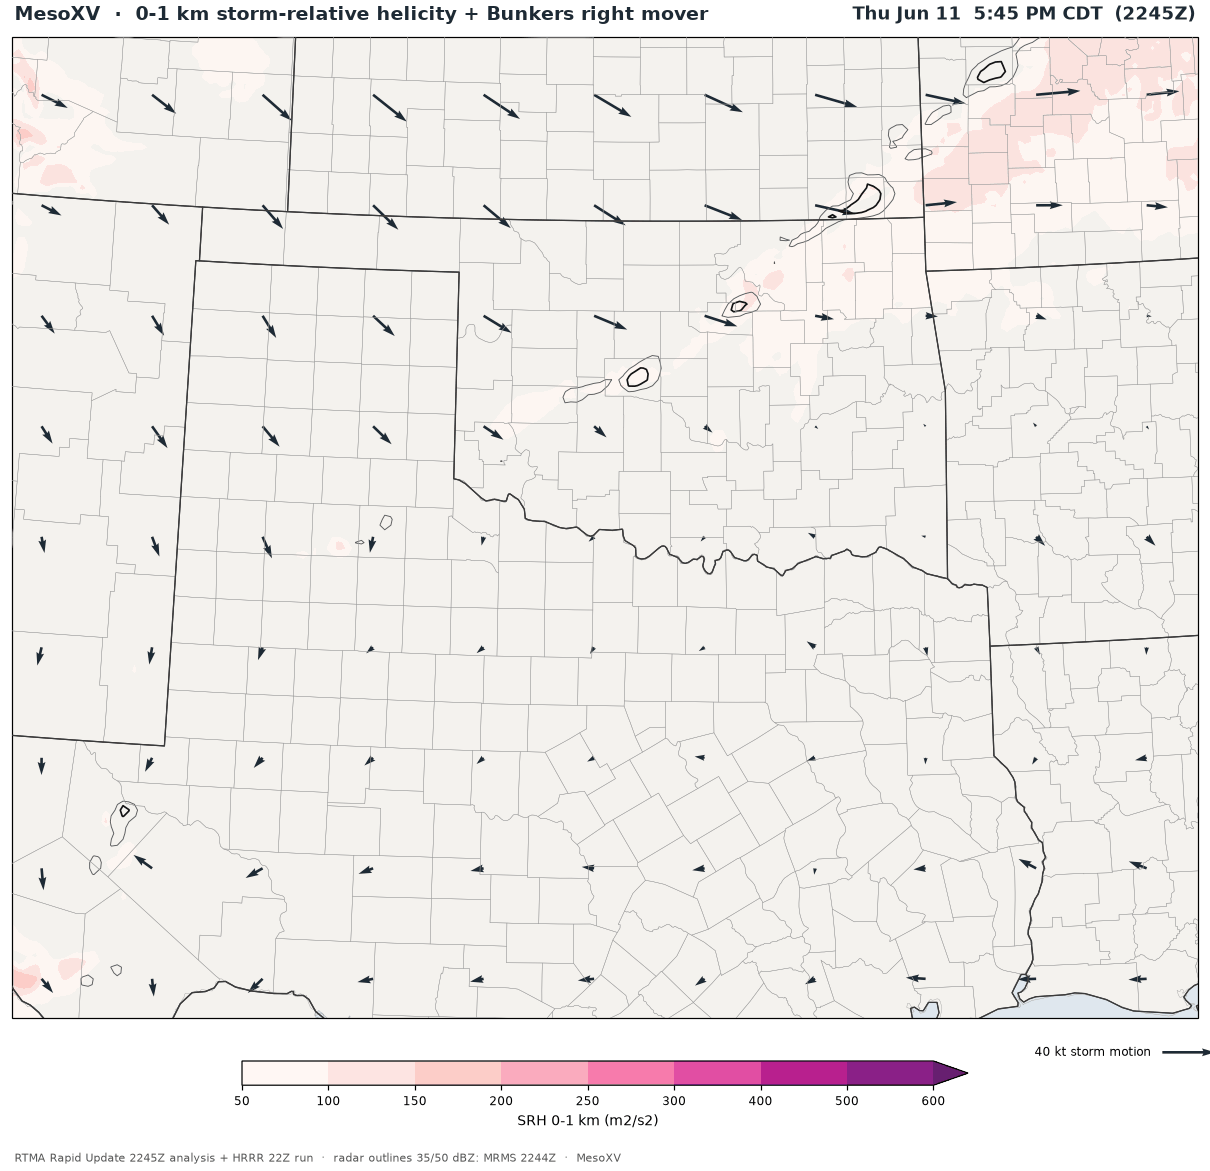 MesoXV · 0-1 km storm-relative helicity + Bunkers right mover
Thu Jun 11 5:45 PM CDT (2245Z)
40 kt storm motion
50 100 150 200 250 300 400 500 600
SRH 0-1 km (m2/s2)
RTMA Rapid Update 2245Z analysis + HRRR 22Z run · radar outlines 35/50 dBZ: MRMS 2244Z · MesoXV